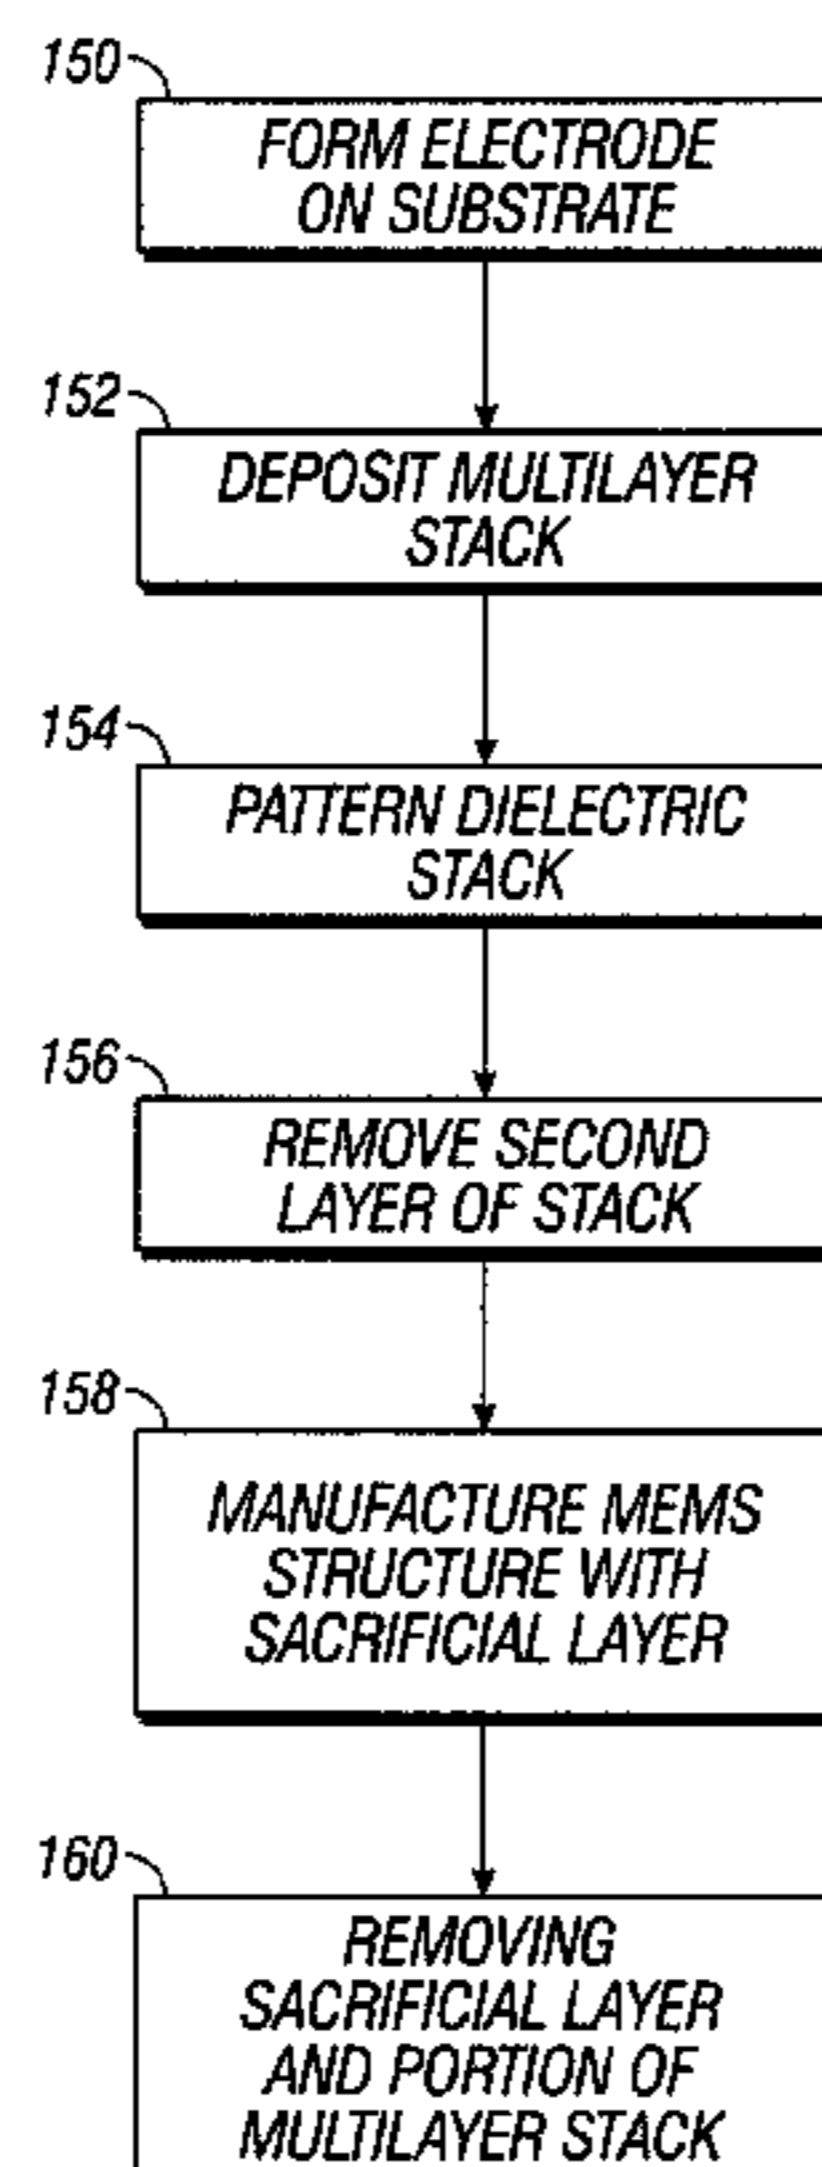 150
FORM ELECTRODE
ON SUBSTRATE
152
DEPOSIT MULTILAYER
STACK
154
PATTERN DIELECTRIC
STACK
156
REMOVE SECOND
LAYER OF STACK
158
MANUFACTURE MEMS
STRUCTURE WITH
SACRIFICIAL LAYER
160
REMOVING
SACRIFICIAL LAYER
AND PORTION OF
MULTILAYER STACK